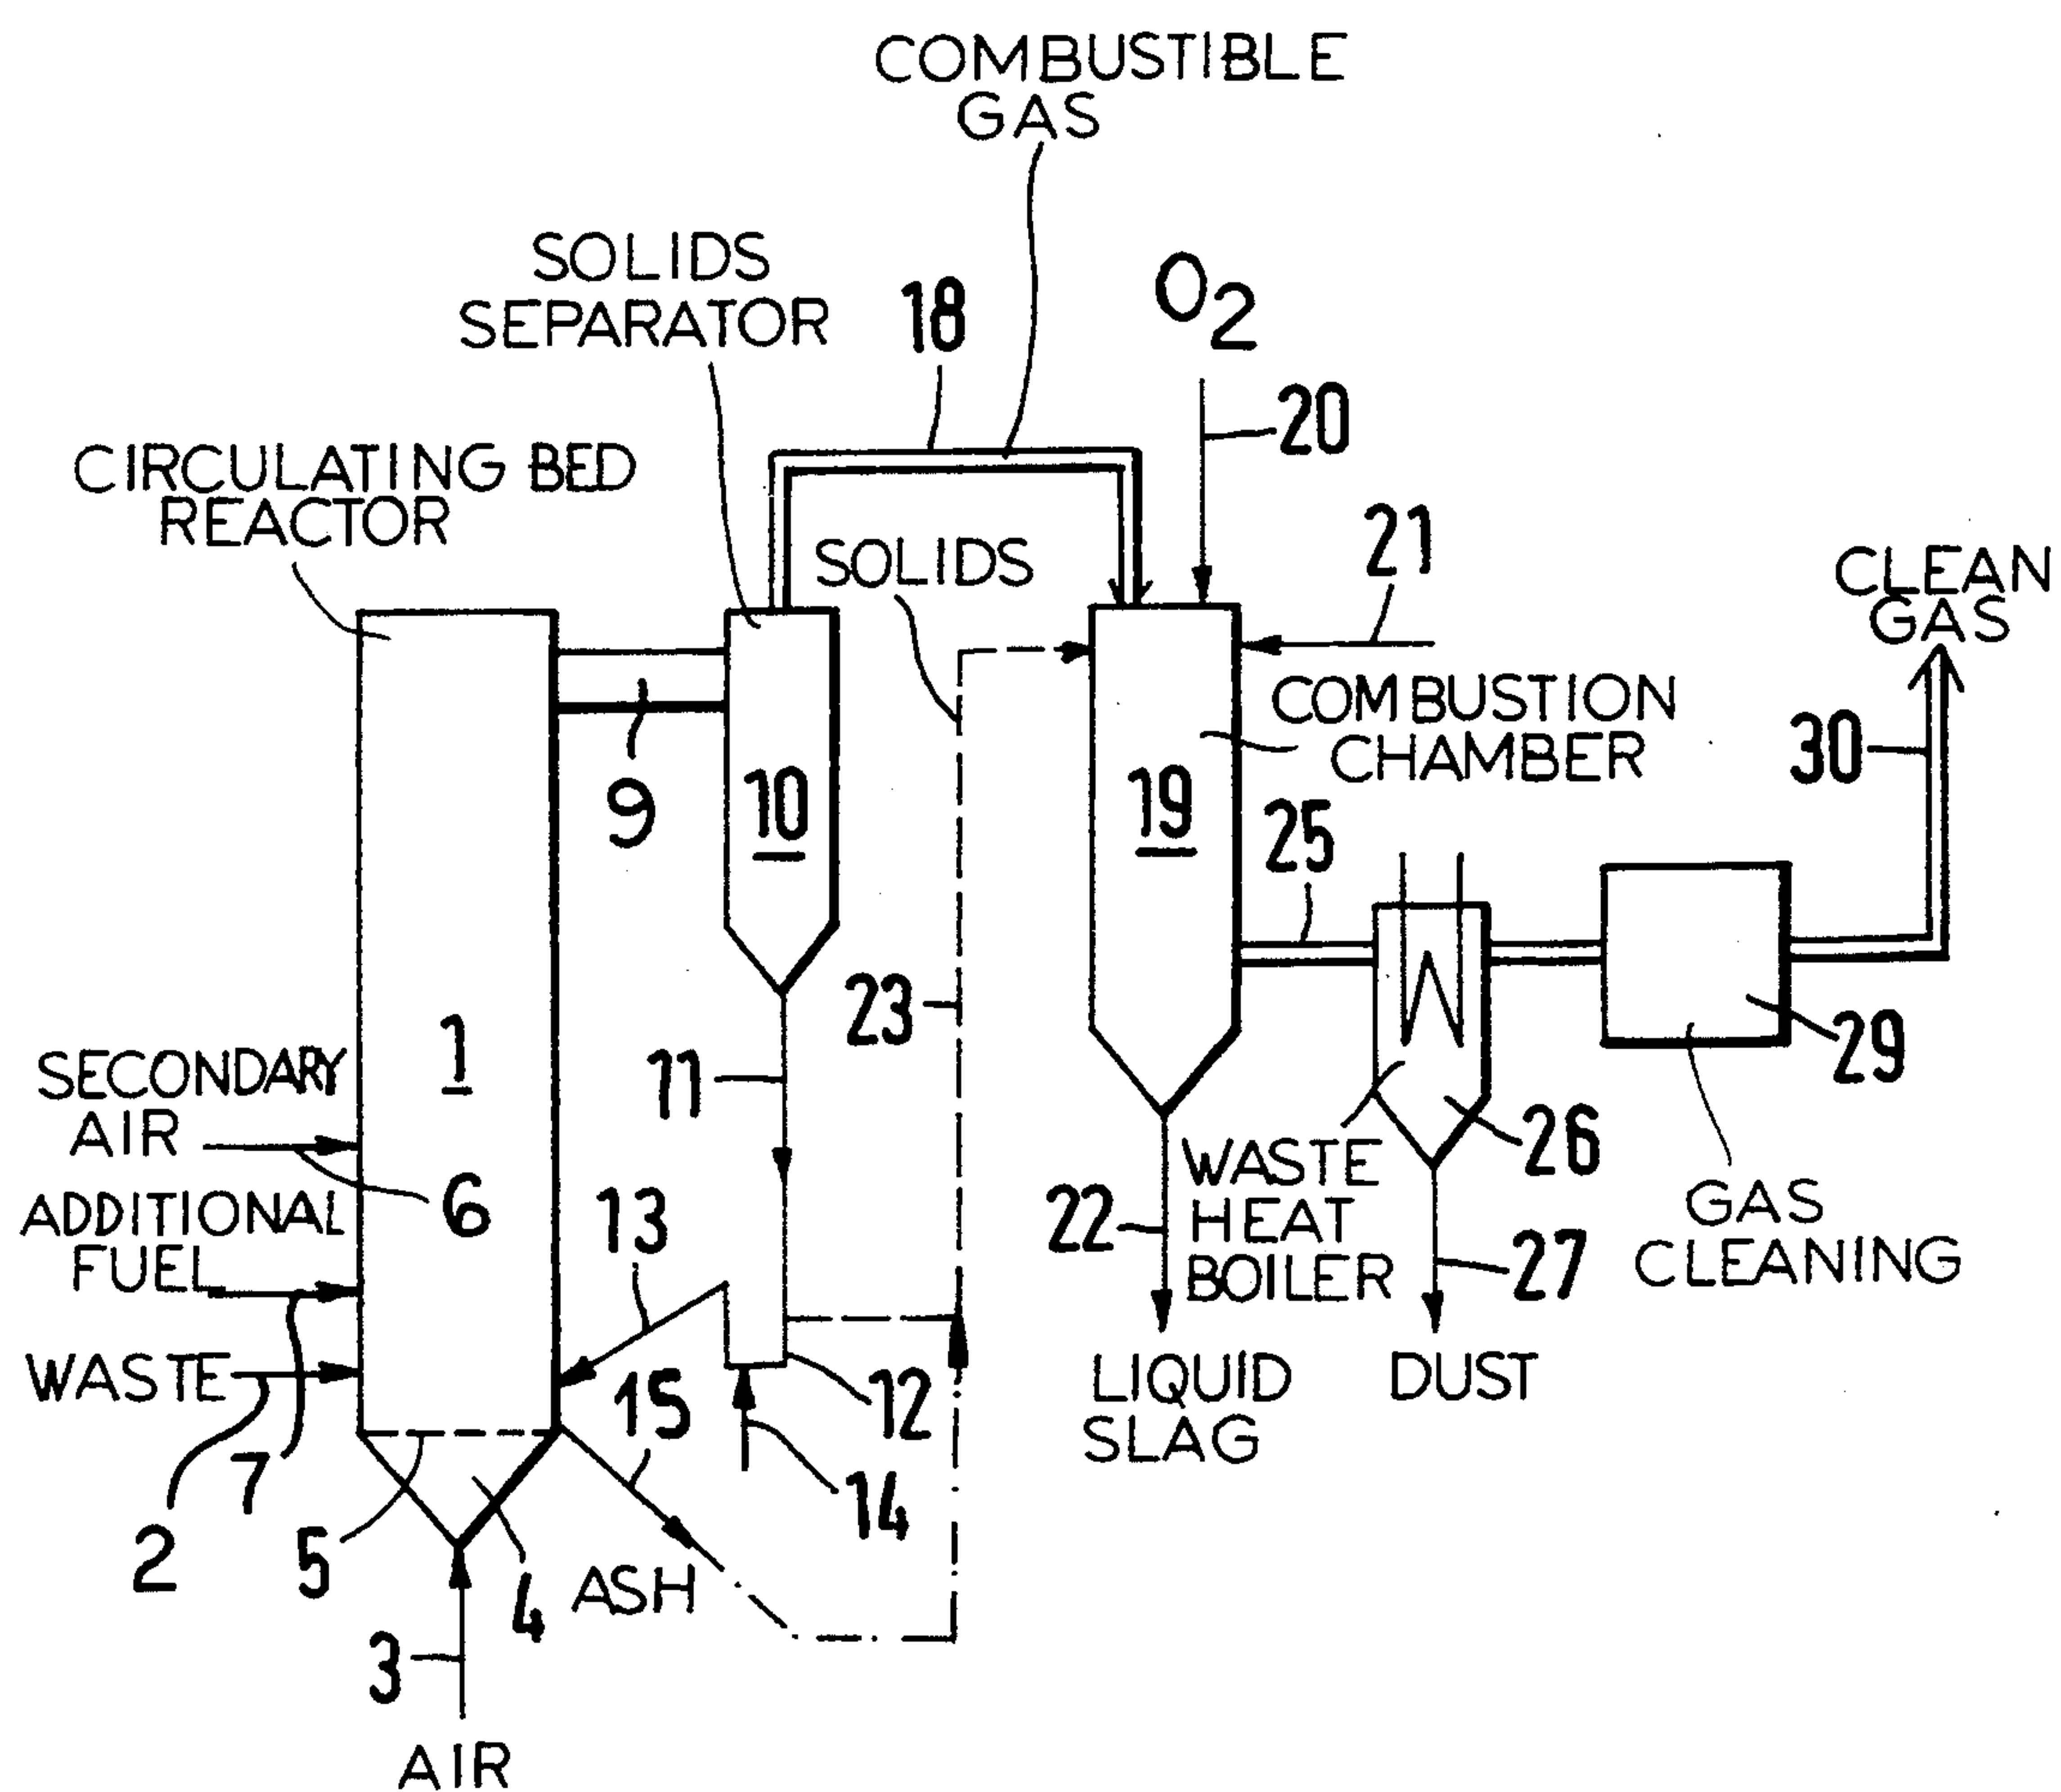 COMBUSTIBLE
GAS
SOLIDS
SEPARATOR
18
O2
20
CIRCULATING BED
REACTOR
SOLIDS
21
CLEAN
GAS
COMBUSTION
CHAMBER
30
9
10
19
25
23
1
11
29
SECONDARY
AIR
6
26
WASTE
HEAT
BOILER
GAS
CLEANING
ADDITIONAL
FUEL
13
22
27
WASTE
15
12
LIQUID
SLAG
DUST
2
7
5
4
14
ASH
3
AIR